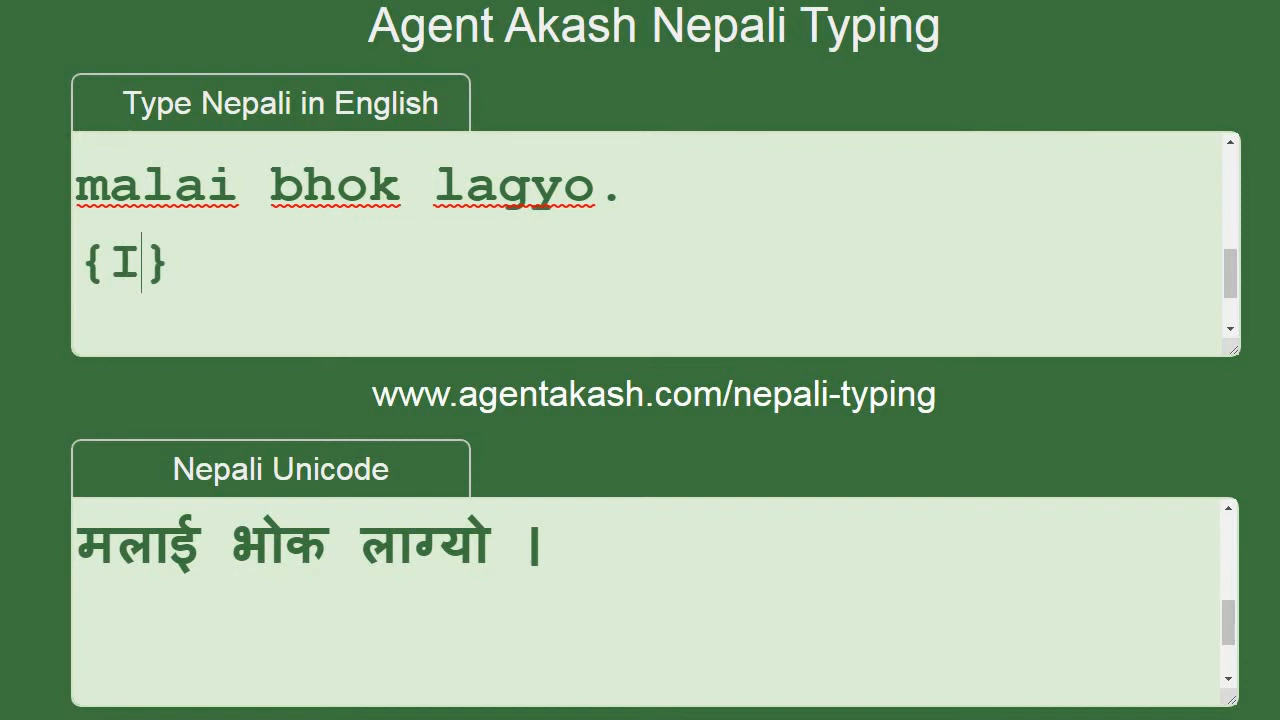 Agent Akash Nepali Typing
Type Nepali in English
malai bhok lagyo.
{I}
www.agentakash.com/nepali-typing
Nepali Unicode
मलाई भोक लाग्यो ।